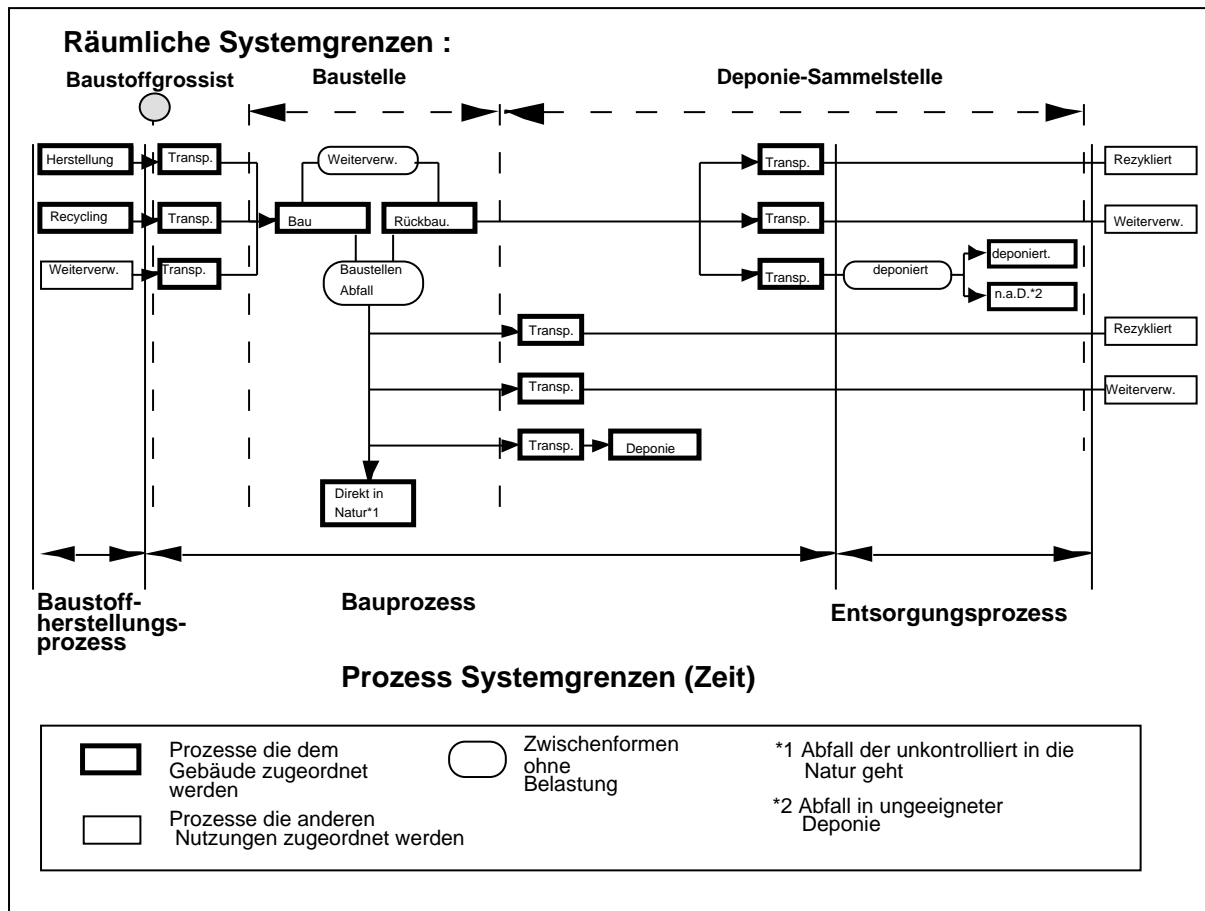 Räumliche Systemgrenzen :
Baustoffgrossist
Baustelle
Deponie-Sammelstelle
Herstellung
Transp.
Weiterverw.
Transp.
Rezykliert
Recycling
Transp.
Bau
Rückbau.
Transp.
Weiterverw.
Weiterverw.
Transp.
Baustellen
Abfall
Transp.
deponiert
deponiert.
n.a.D.*2
Transp.
Rezykliert
Transp.
Weiterverw.
Transp.
Deponie
Direkt in
Natur*1
Baustoff-
herstellungs-
prozess
Bauprozess
Entsorgungsprozess
Prozess Systemgrenzen (Zeit)
Prozesse die dem
Gebäude zugeordnet
werden
Zwischenformen
ohne
Belastung
*1 Abfall der unkontrolliert in die
Natur geht
Prozesse die anderen
Nutzungen zugeordnet werden
*2 Abfall in ungeeigneter
Deponie